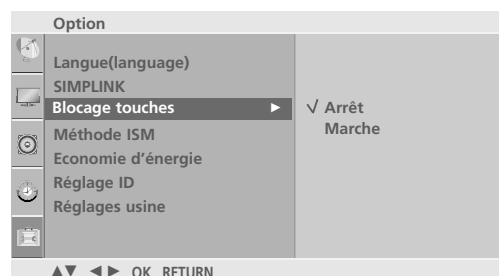 Option
Langue(language)
SIMPLINK
Blocage touches ►
√ Arrêt
Marche
Méthode ISM
Economie d'énergie
Réglage ID
Réglages usine
▲▼ ◄► OK RETURN